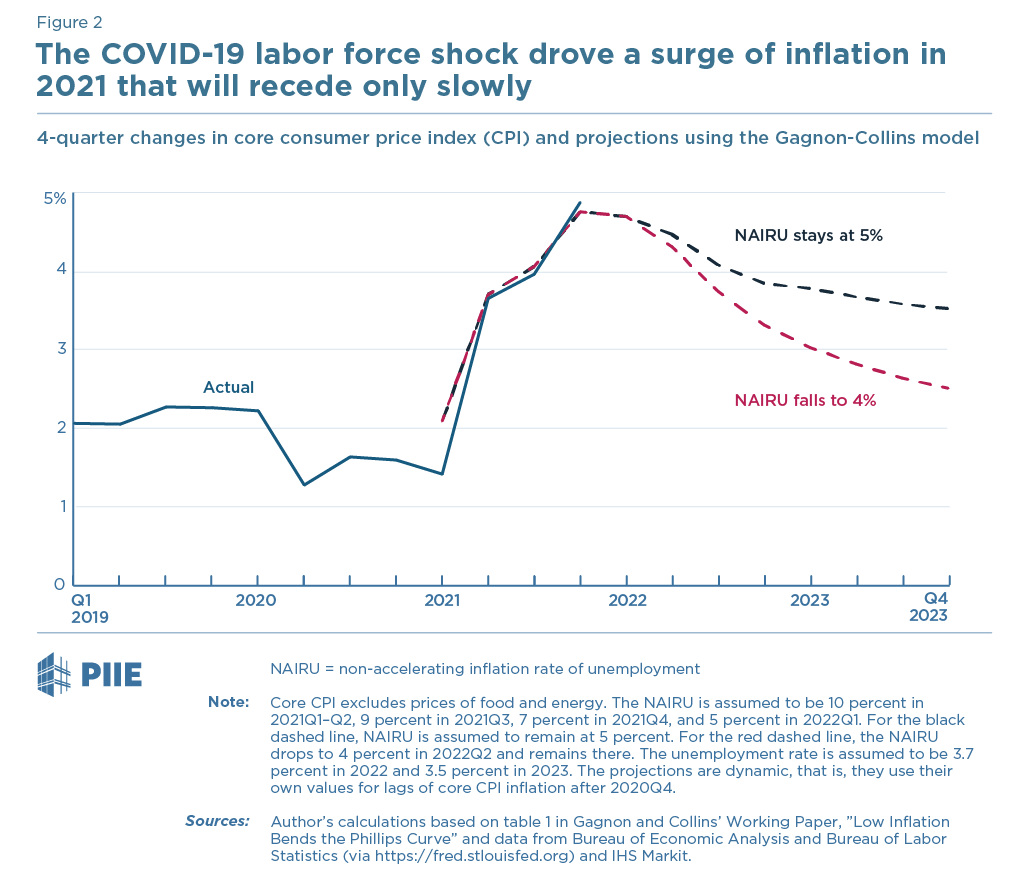 Figure 2
The COVID-19 labor force shock drove a surge of inflation in
2021 that will recede only slowly
4-quarter changes in core consumer price index (CPI) and projections using the Gagnon-Collins model
5%
4
3
2
1
0
NAIRU stays at 5%
Actual
NAIRU falls to 4%
Q1
2019
2020
2021
2022
2023
Q4
2023
PIIE
NAIRU = non-accelerating inflation rate of unemployment
Note: Core CPI excludes prices of food and energy. The NAIRU is assumed to be 10 percent in
2021Q1–Q2, 9 percent in 2021Q3, 7 percent in 2021Q4, and 5 percent in 2022Q1. For the black
dashed line, NAIRU is assumed to remain at 5 percent. For the red dashed line, the NAIRU
drops to 4 percent in 2022Q2 and remains there. The unemployment rate is assumed to be 3.7
percent in 2022 and 3.5 percent in 2023. The projections are dynamic, that is, they use their
own values for lags of core CPI inflation after 2020Q4.
Sources: Author’s calculations based on table 1 in Gagnon and Collins’ Working Paper, ”Low Inflation
Bends the Phillips Curve” and data from Bureau of Economic Analysis and Bureau of Labor
Statistics (via https://fred.stlouisfed.org) and IHS Markit.